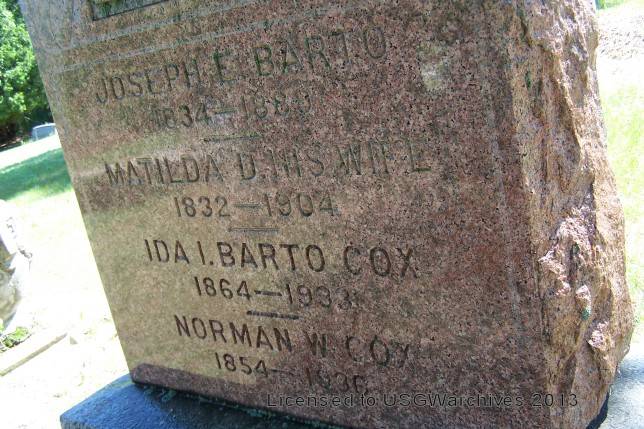 JOSEPH E. BARTO
MATILDA D. HIS WIFE
1832—1904
IDA I. BARTO COX
1864—1933
NORMAN W. COX
1854—1936
Licensed to USGWarchives 2013